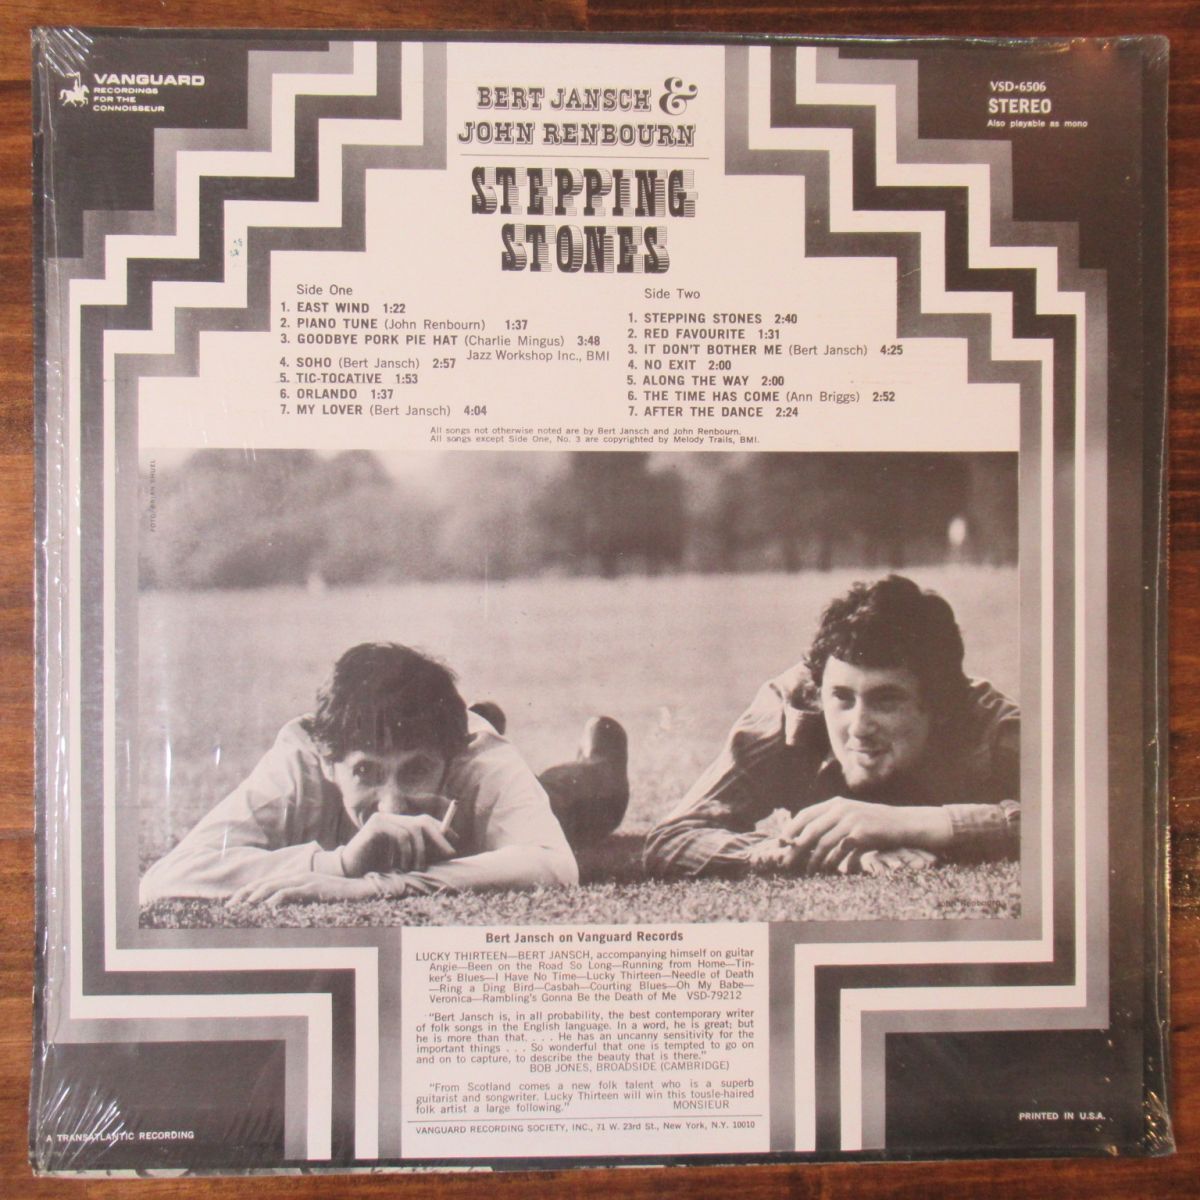 VANGUARD
RECORDINGS
FOR THE
CONNOISSEUR
BERT JANSCH &
JOHN RENBOURN
STEPPING
STONES
VSD-6506
STEREO
Also playable as mono
Side One
1. EAST WIND 1:22
2. PIANO TUNE (John Renbourn) 1:37
3. GOODBYE PORK PIE HAT (Charlie Mingus) 3:48
Jazz Workshop Inc., BMI
4. SOHO (Bert Jansch) 2:57
5. TIC-TOCATIVE 1:53
6. ORLANDO 1:37
7. MY LOVER (Bert Jansch) 4:04
Side Two
1. STEPPING STONES 2:40
2. RED FAVOURITE 1:31
3. IT DON'T BOTHER ME (Bert Jansch) 4:25
4. NO EXIT 2:00
5. ALONG THE WAY 2:00
6. THE TIME HAS COME (Ann Briggs) 2:52
7. AFTER THE DANCE 2:24
All songs not otherwise noted are by Bert Jansch and John Renbourn.
All songs except Side One, No. 3 are copyrighted by Melody Trails, BMI.
FOTO: BRIAN SHUEL
John Renbourn
Bert Jansch on Vanguard Records
LUCKY THIRTEEN—BERT JANSCH, accompanying himself on guitar
Angie—Been on the Road So Long—Running from Home—Tin-
ker's Blues—I Have No Time—Lucky Thirteen—Needle of Death
—Ring a Ding Bird—Casbah—Courting Blues—Oh My Babe—
Veronica—Rambling's Gonna Be the Death of Me VSD-79212
"Bert Jansch is, in all probability, the best contemporary writer
of folk songs in the English language. In a word, he is great; but
he is more than that. . . . He has an uncanny sensitivity for the
important things . . . So wonderful that one is tempted to go on
and on to capture, to describe the beauty that is there."
BOB JONES, BROADSIDE (CAMBRIDGE)
"From Scotland comes a new folk talent who is a superb
guitarist and songwriter. Lucky Thirteen will win this tousle-haired
folk artist a large following." MONSIEUR
VANGUARD RECORDING SOCIETY, INC., 71 W. 23rd St., New York, N.Y. 10010
A TRANSATLANTIC RECORDING
PRINTED IN U.S.A.